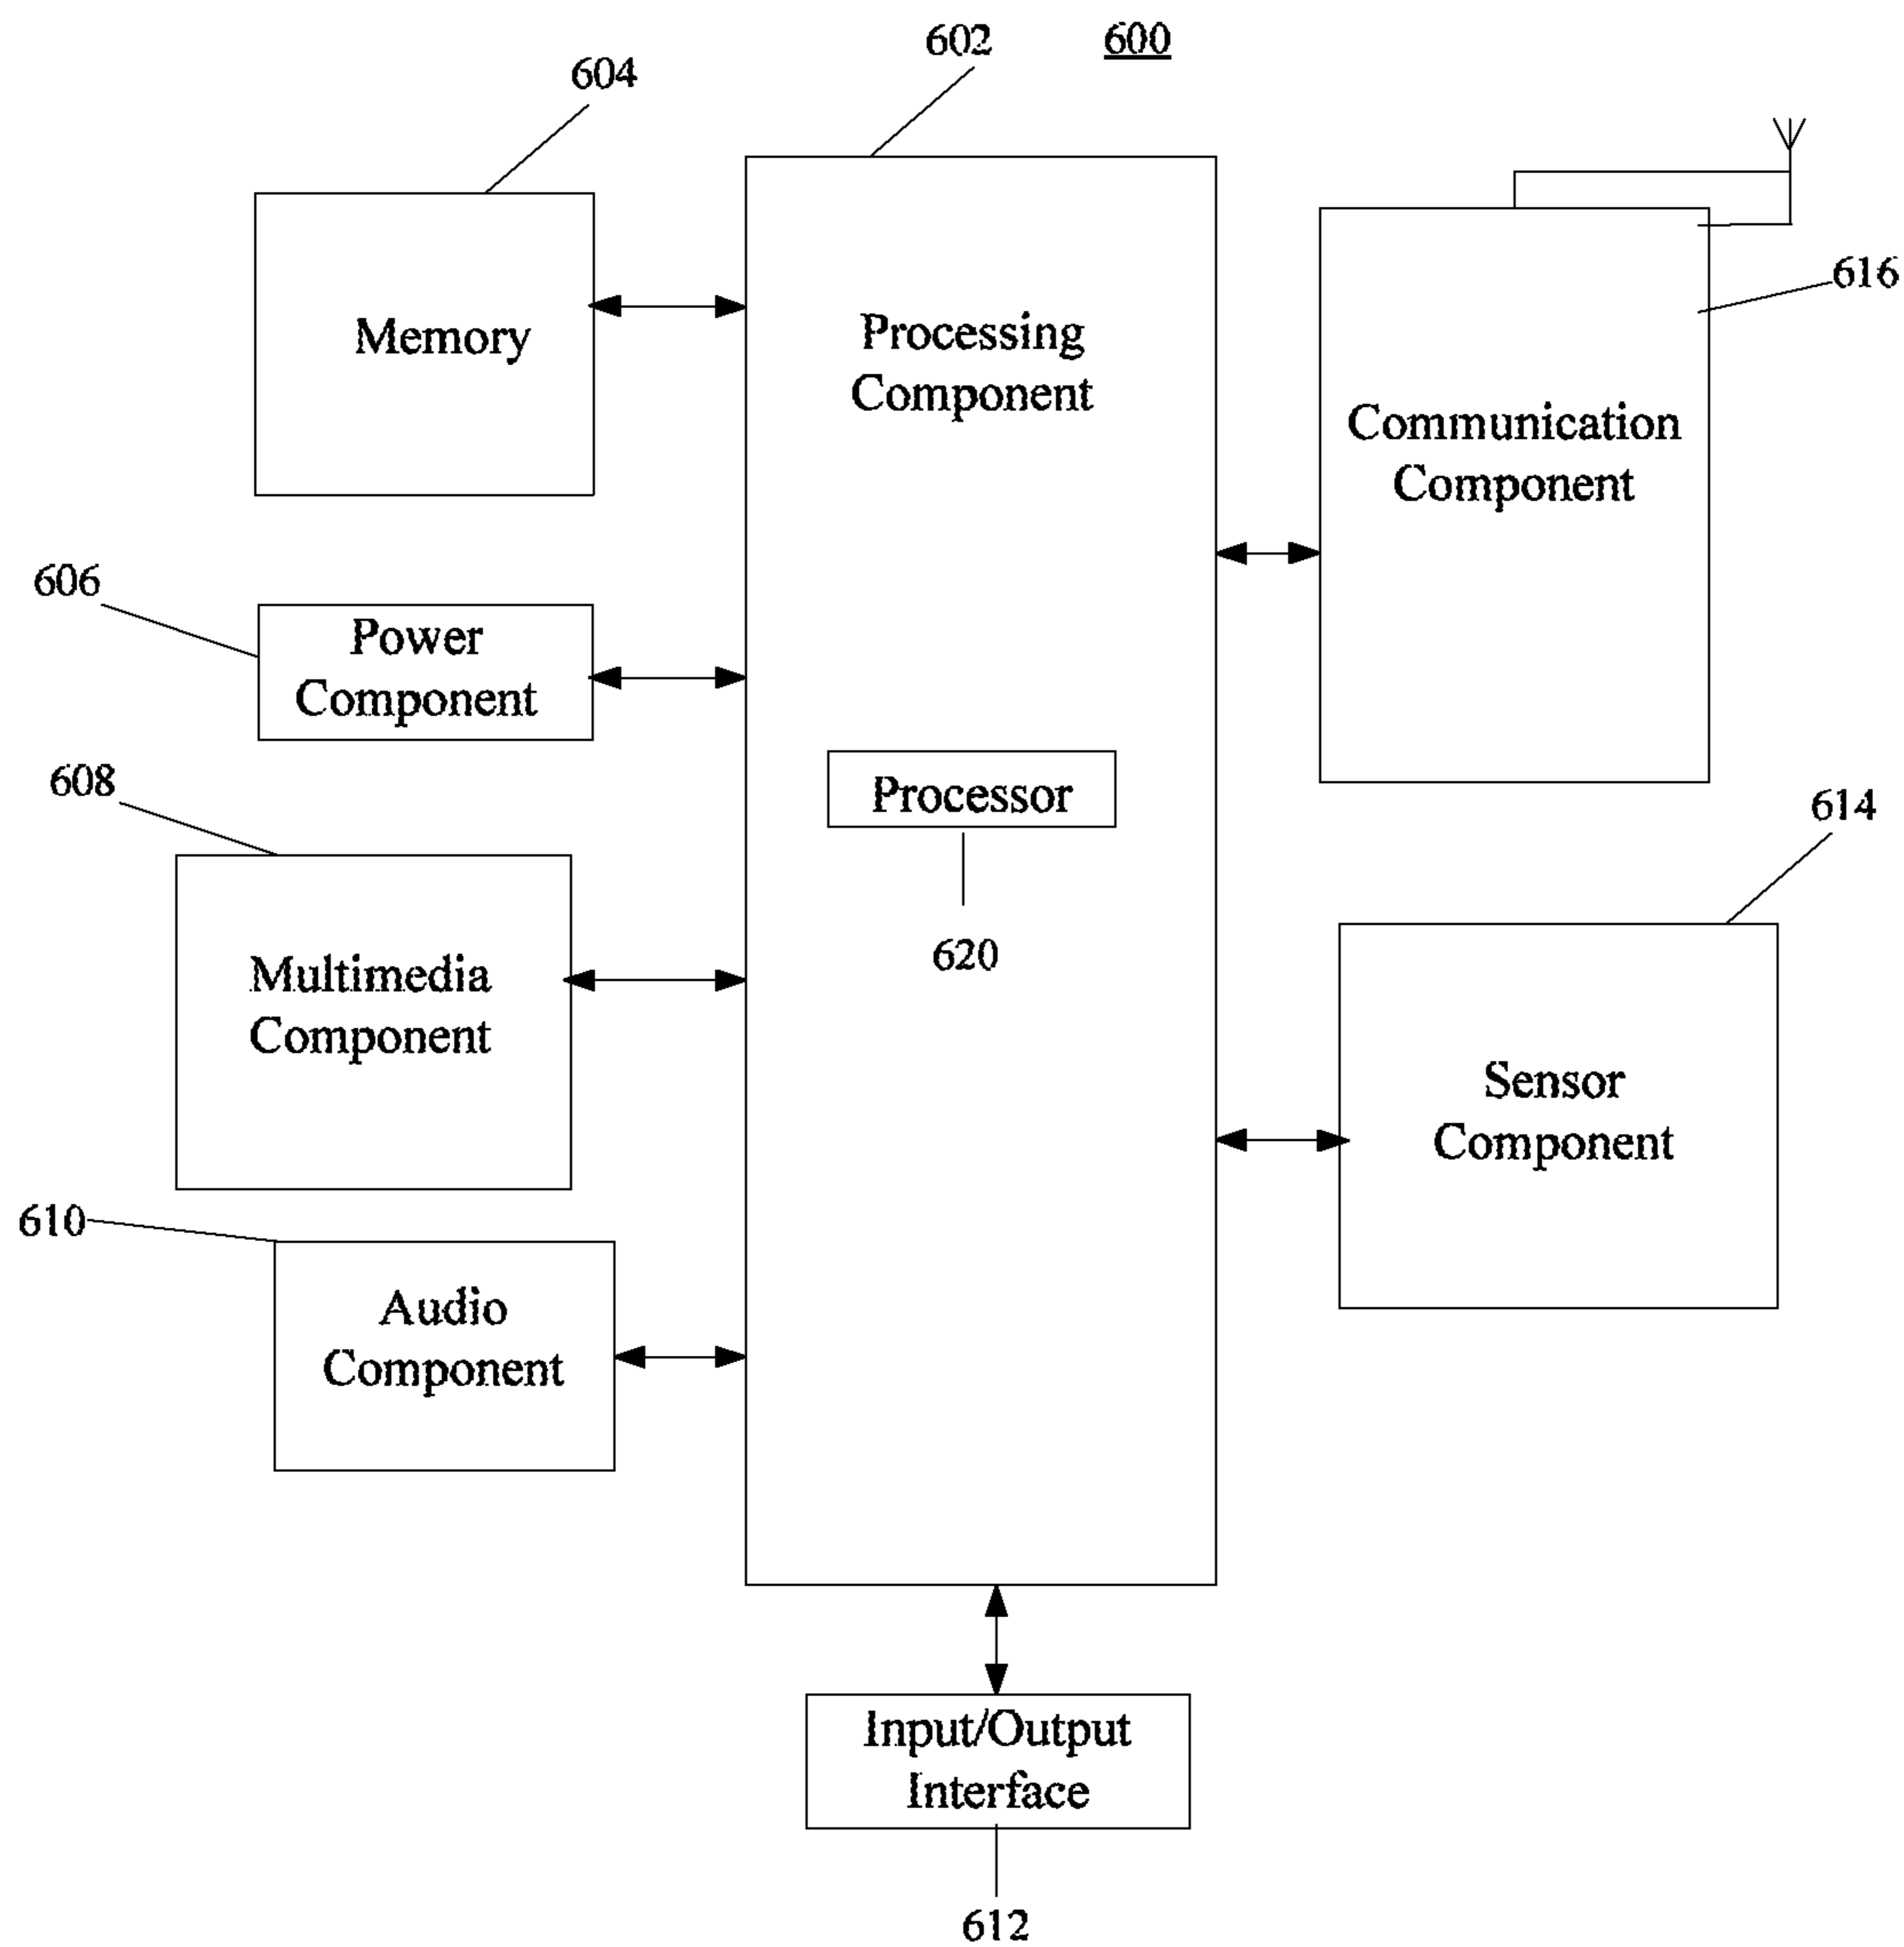 602
600
604
616
Memory
Processing
Component
Communication
Component
606
Power
Component
608
Processor
614
620
Multimedia
Component
Sensor
Component
610
Audio
Component
Input/Output
Interface
612